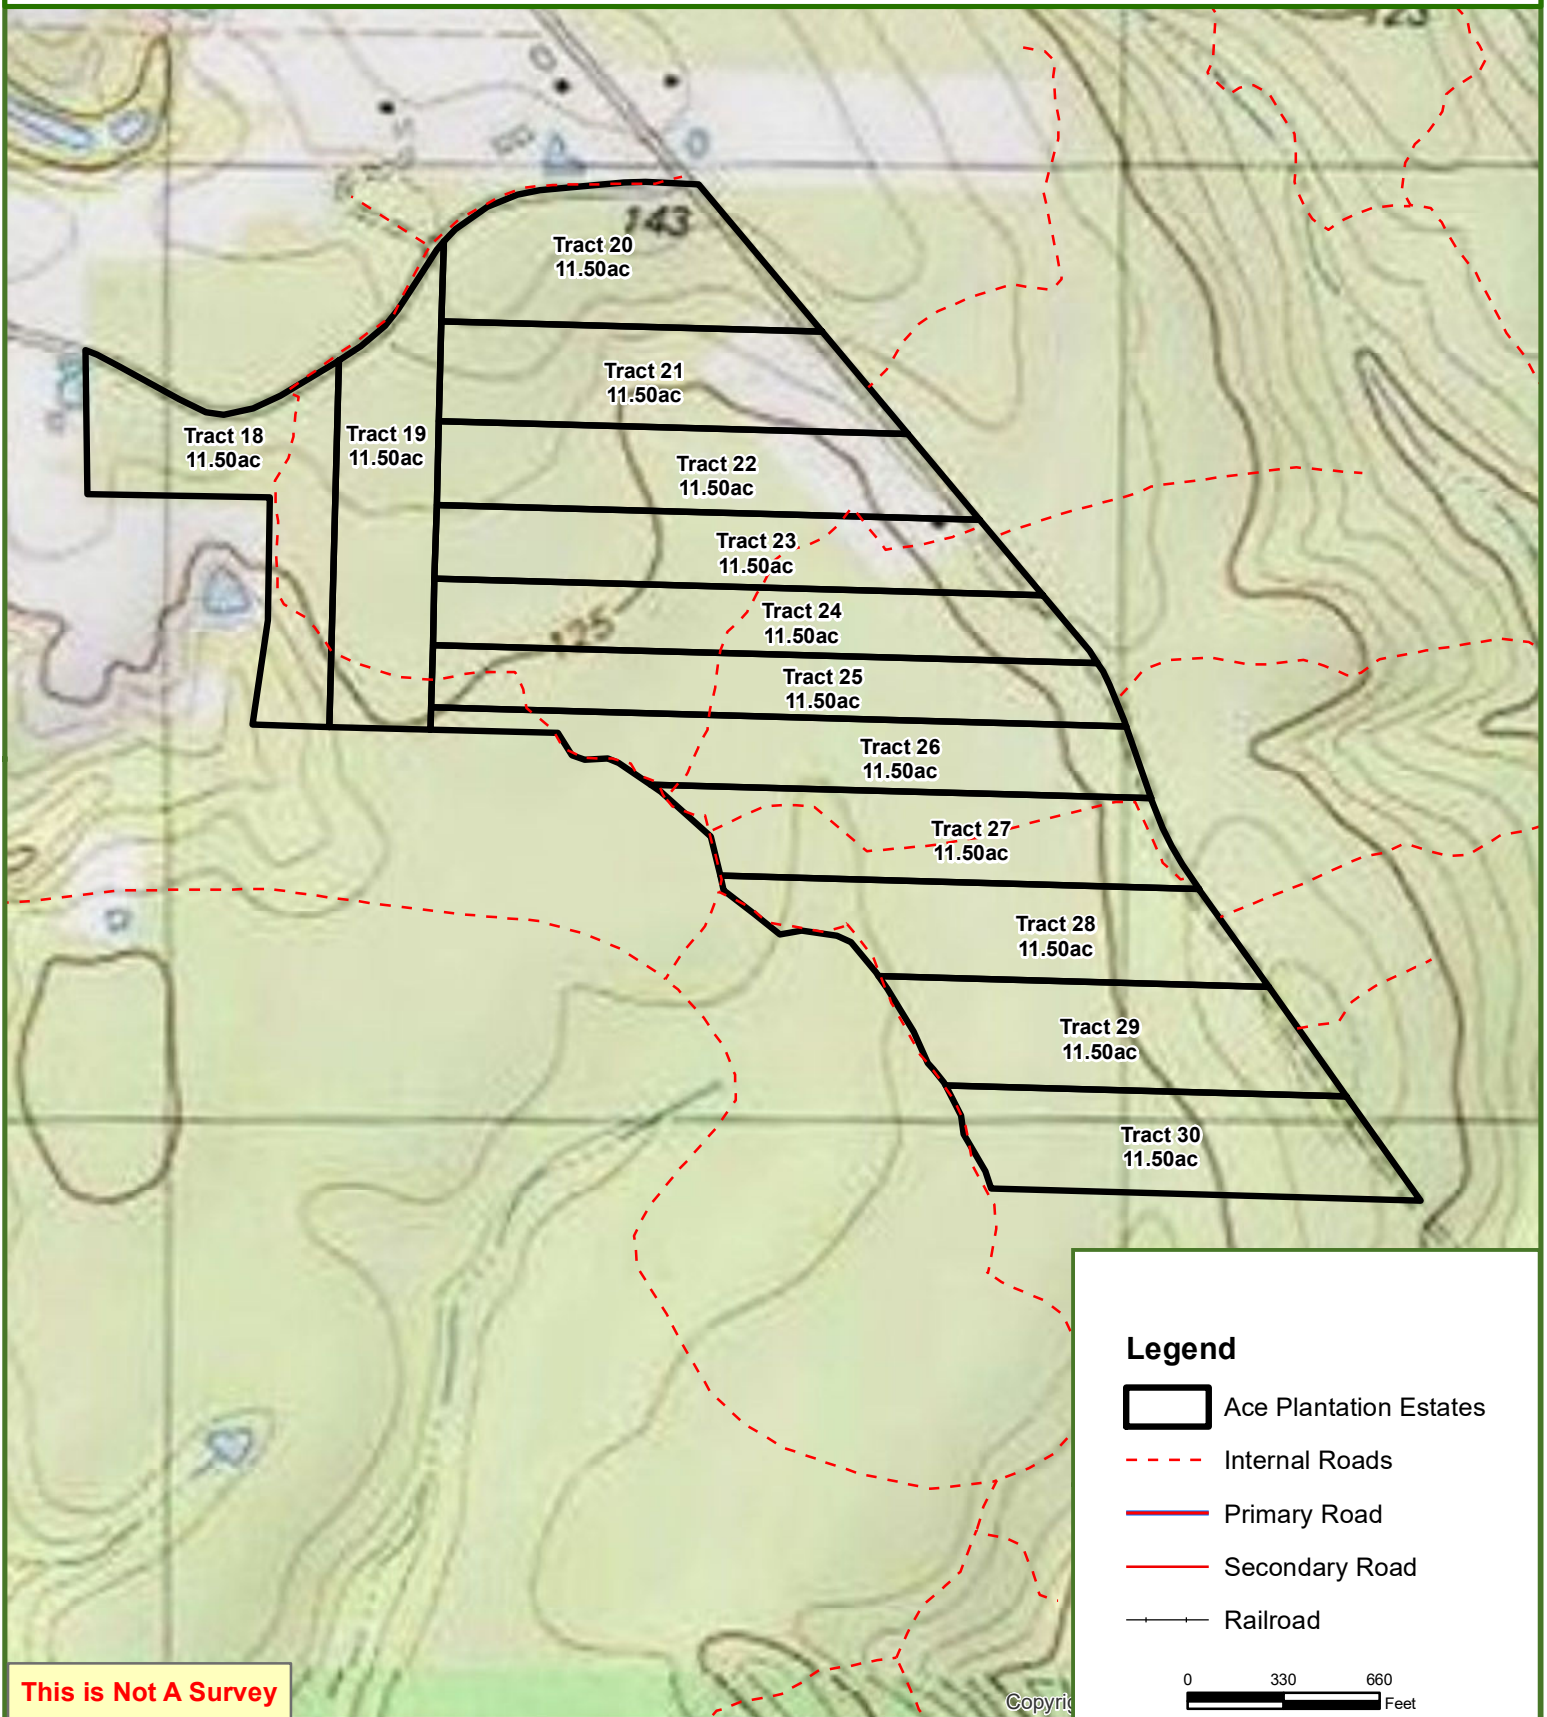 143
Tract 20
11.50ac
Tract 21
11.50ac
Tract 18
11.50ac
Tract 19
11.50ac
Tract 22
11.50ac
Tract 23
11.50ac
Tract 24
11.50ac
125
Tract 25
11.50ac
Tract 26
11.50ac
Tract 27
11.50ac
Tract 28
11.50ac
Tract 29
11.50ac
Tract 30
11.50ac
Legend
Ace Plantation Estates
Internal Roads
Primary Road
Secondary Road
Railroad
0 330 660
Feet
This is Not A Survey